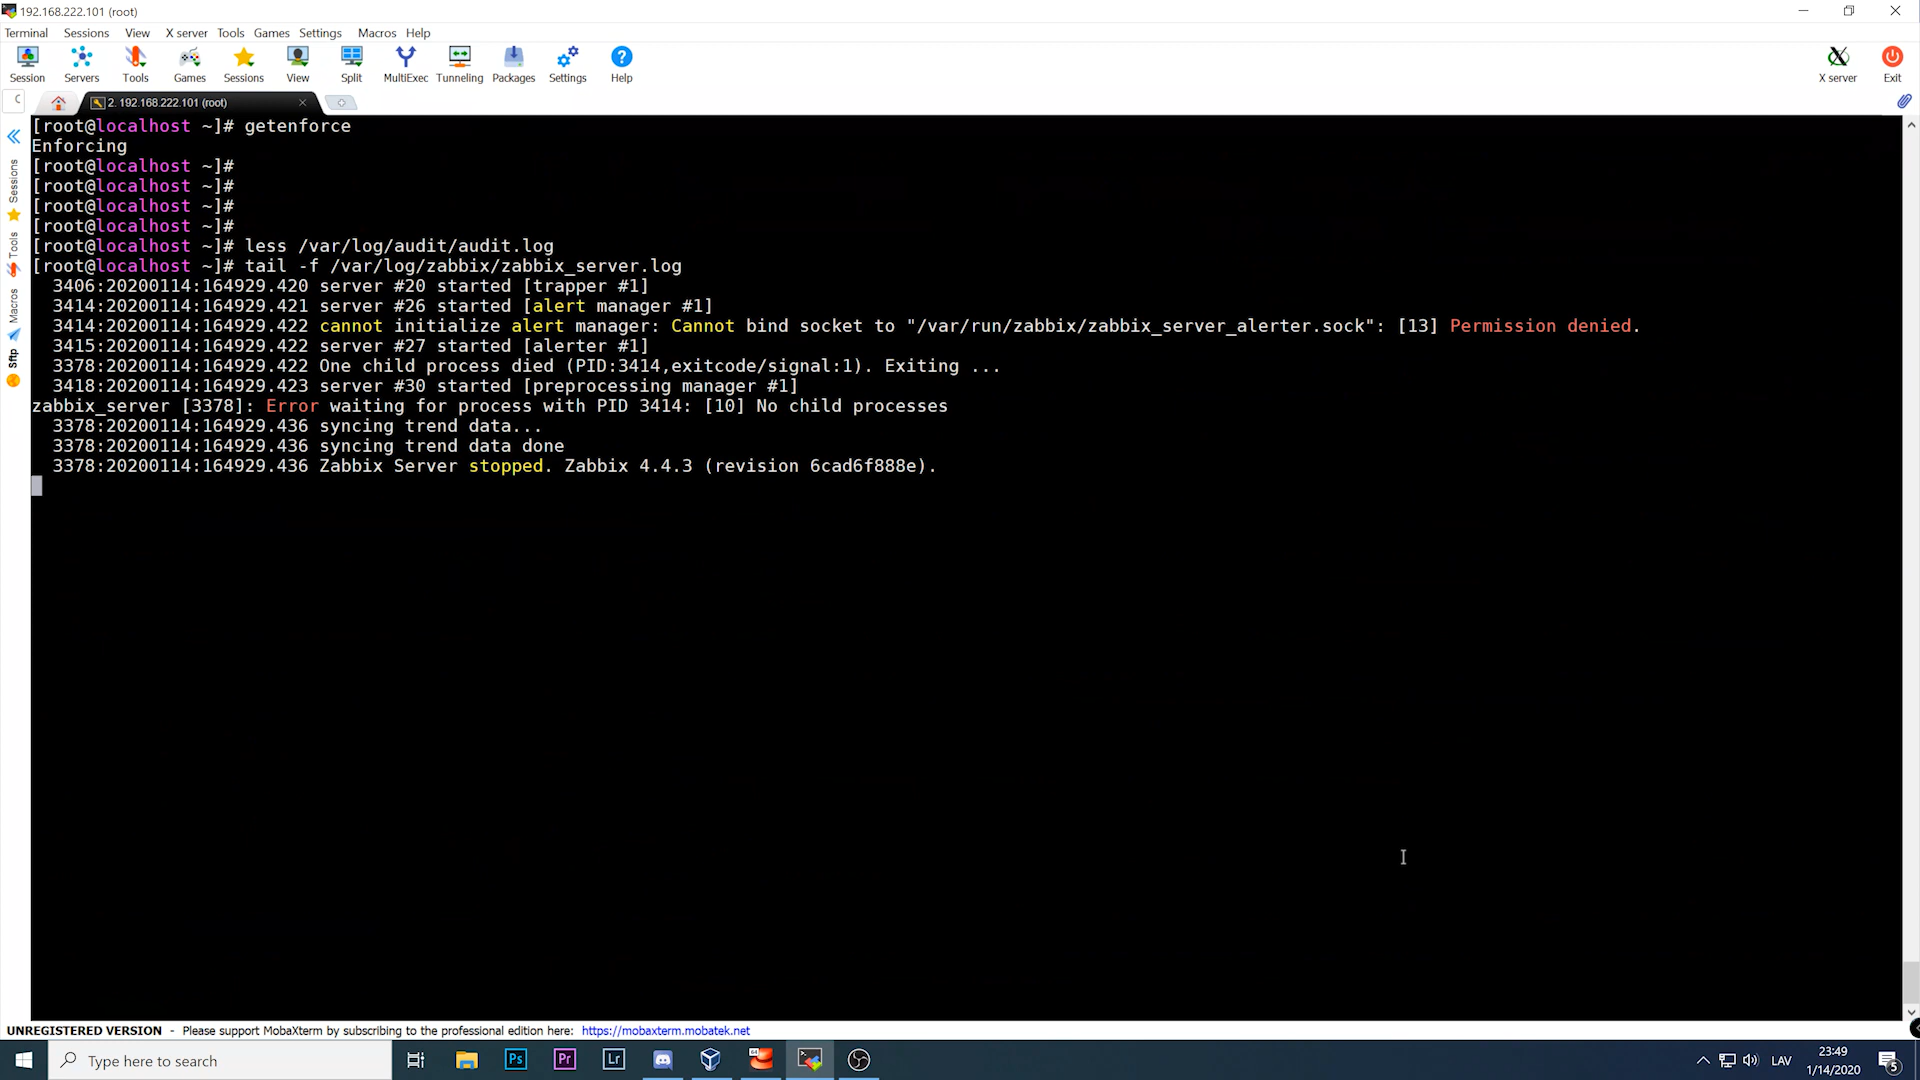 192.168.222.101 (root)
Terminal Sessions View X server Tools Games Settings Macros Help
Session Servers Tools Games Sessions View Split MultiExec Tunneling Packages Settings Help X server Exit
2. 192.168.222.101 (root)
[root@localhost ~]# getenforce
Enforcing
[root@localhost ~]#
[root@localhost ~]#
[root@localhost ~]#
[root@localhost ~]#
[root@localhost ~]# less /var/log/audit/audit.log
[root@localhost ~]# tail -f /var/log/zabbix/zabbix_server.log
3406:20200114:164929.420 server #20 started [trapper #1]
3414:20200114:164929.421 server #26 started [alert manager #1]
3414:20200114:164929.422 cannot initialize alert manager: Cannot bind socket to "/var/run/zabbix/zabbix_server_alerter.sock": [13] Permission denied.
3415:20200114:164929.422 server #27 started [alerter #1]
3378:20200114:164929.422 One child process died (PID:3414,exitcode/signal:1). Exiting ...
3418:20200114:164929.423 server #30 started [preprocessing manager #1]
zabbix_server [3378]: Error waiting for process with PID 3414: [10] No child processes
3378:20200114:164929.436 syncing trend data...
3378:20200114:164929.436 syncing trend data done
3378:20200114:164929.436 Zabbix Server stopped. Zabbix 4.4.3 (revision 6cad6f888e).
Sessions
Tools
Macros
Sftp
UNREGISTERED VERSION - Please support MobaXterm by subscribing to the professional edition here: https://mobaxterm.mobatek.net
Type here to search
Ps Pr Lr 64
LAV
23:49
1/14/2020
5